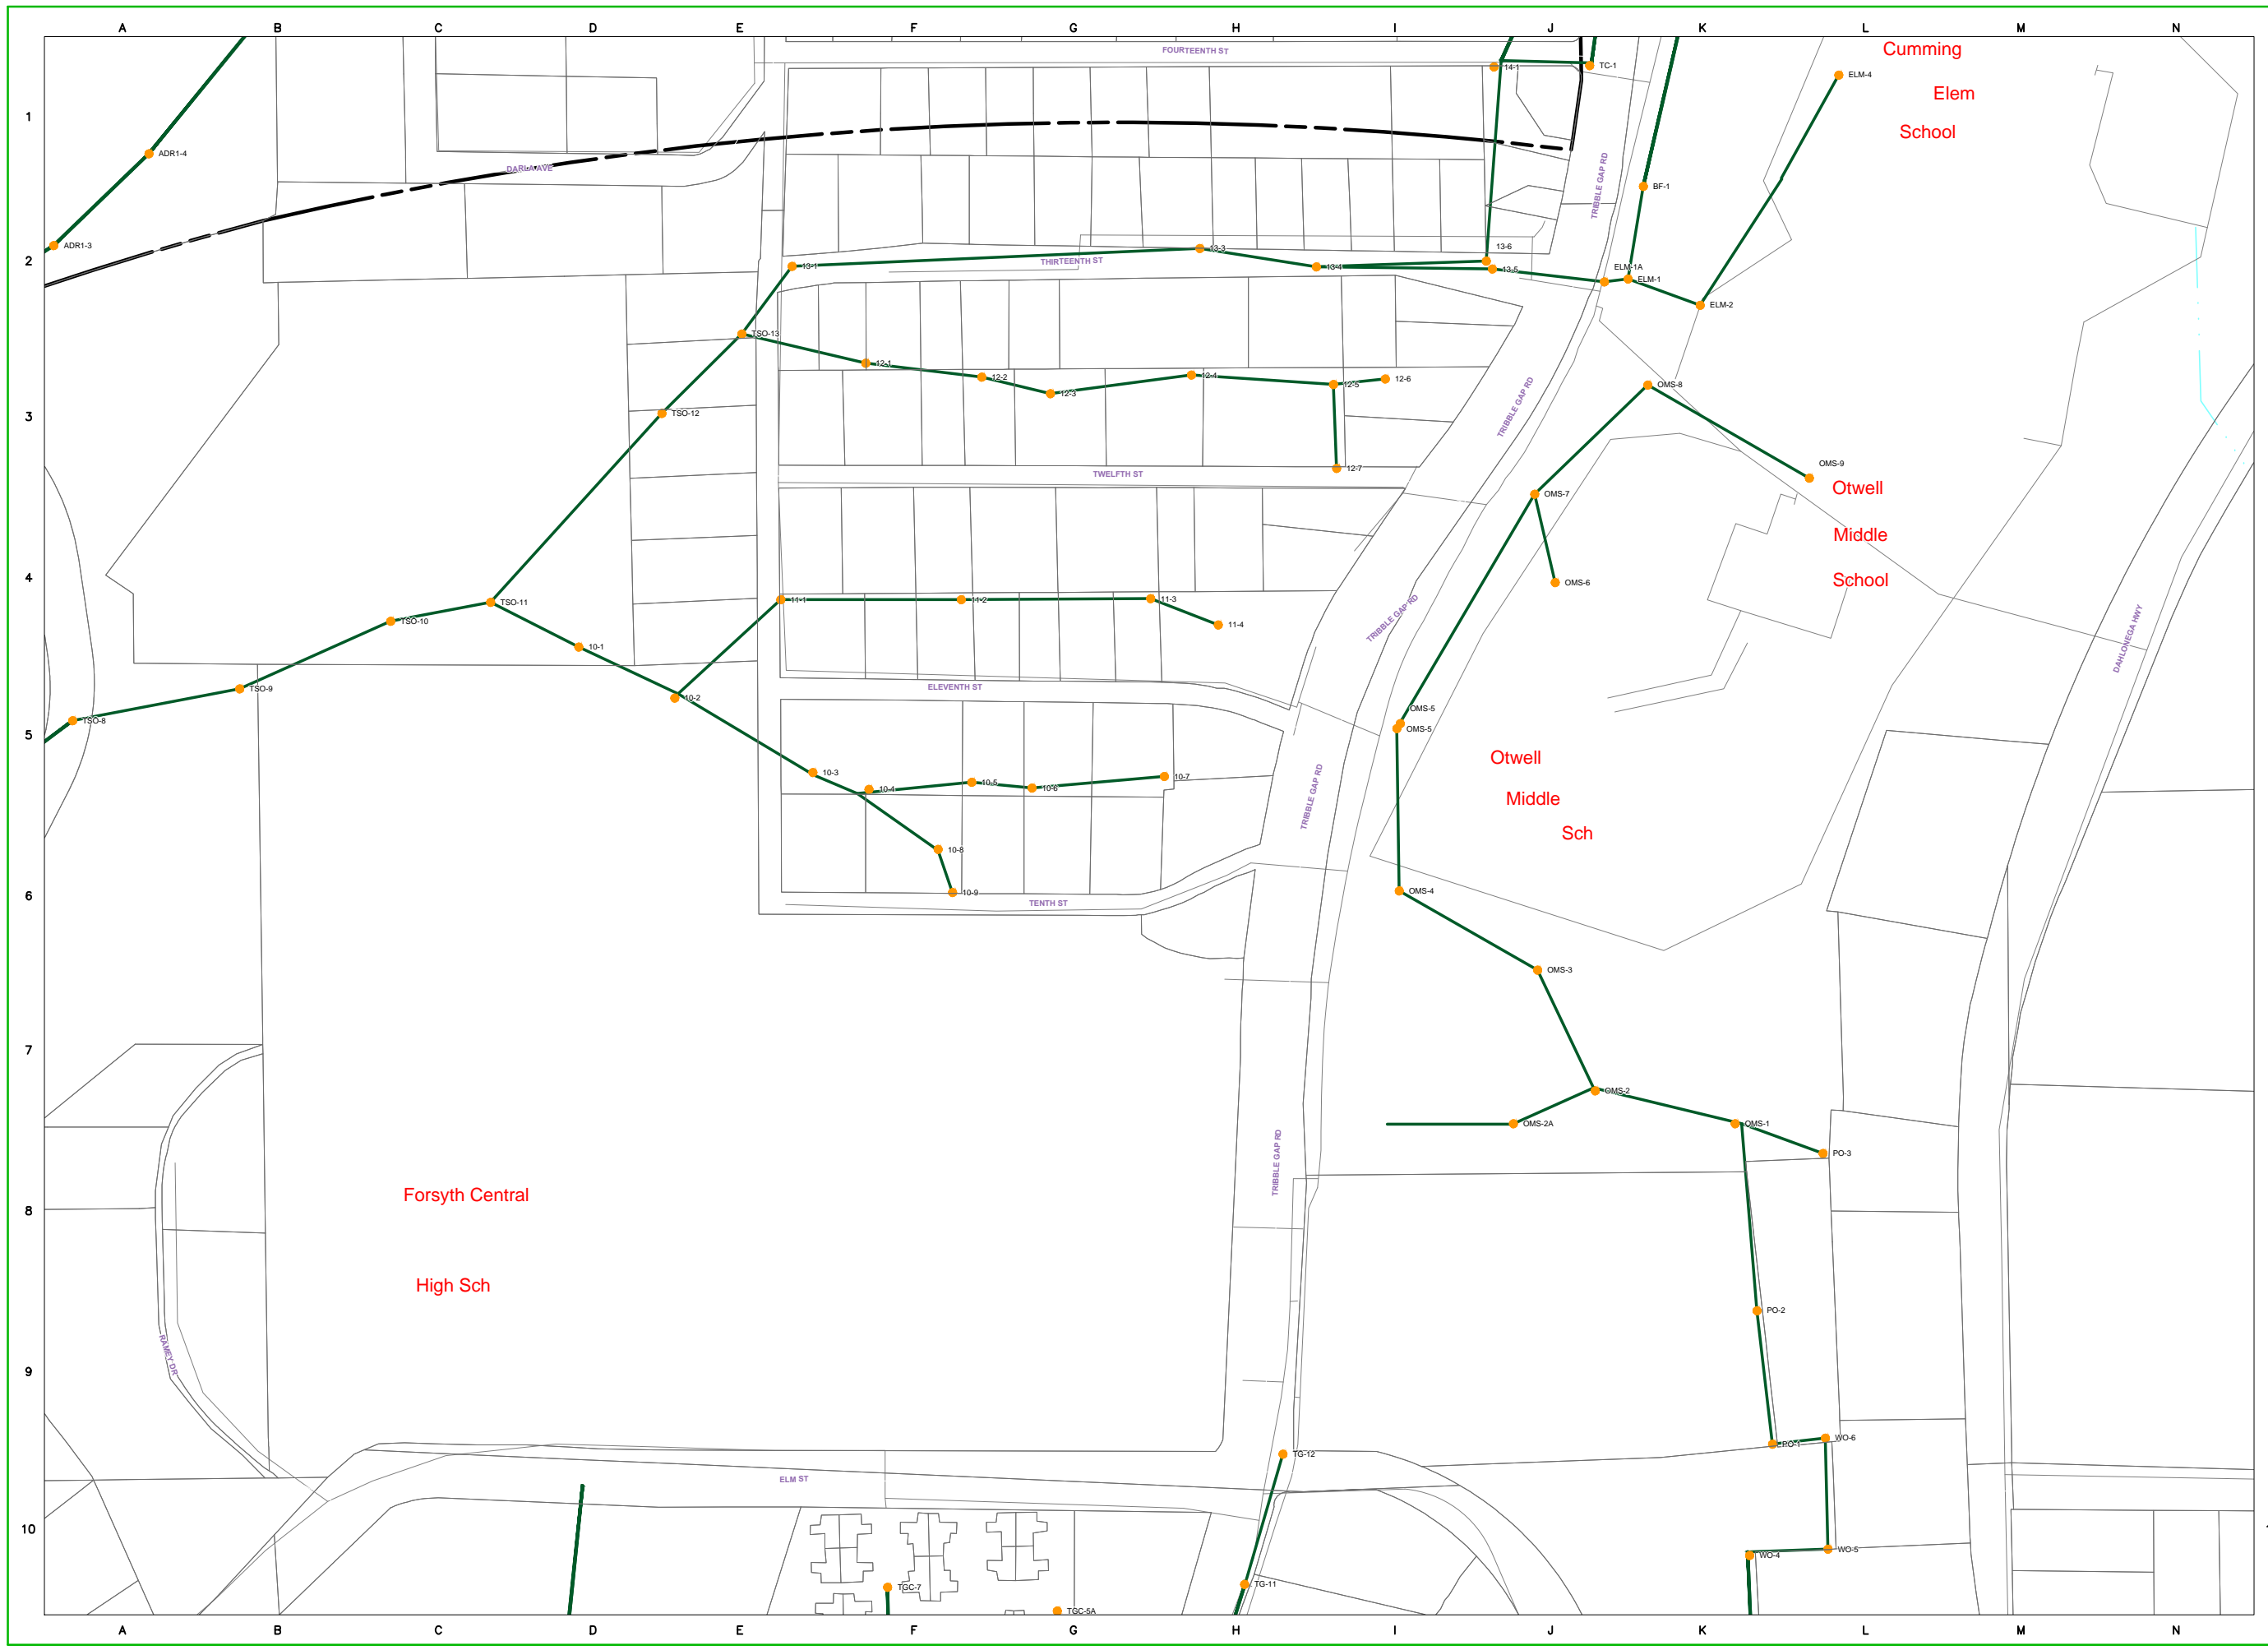 A B C D E F G H I J K L M N
FOURTEENTH ST
Cumming
14-1
TC-1
ELM-4
Elem
1
School
ADR1-4
DARLA AVE
TRIBBLE GAP RD
BF-1
ADR1-3
13-3
13-6
2
THIRTEENTH ST
13-1
13-4
13-5
ELM-1A
ELM-1
ELM-2
TSO-13
12-1
12-2
12-3
12-4
12-5
12-6
OMS-8
TRIBBLE GAP RD
3
TSO-12
12-7
TWELFTH ST
OMS-9
Otwell
OMS-7
Middle
4
School
OMS-6
TSO-11
11-1
11-2
11-3
11-4
TSO-10
TRIBBLE GAP RD
DAHLONEGA HWY
10-1
ELEVENTH ST
TSO-9
10-2
OMS-5
OMS-5
TSO-8
5
Otwell
Middle
Sch
10-3
10-4
10-5
10-6
10-7
TRIBBLE GAP RD
10-8
10-9
6
OMS-4
TENTH ST
OMS-3
7
OMS-2
OMS-2A
OMS-1
PO-3
TRIBBLE GAP RD
Forsyth Central
8
High Sch
PO-2
RAMEY DR
9
PO-1
WO-6
TG-12
ELM ST
10
WO-4
WO-5
TGC-7
TG-11
TGC-5A
A B C D E F G H I J K L M N